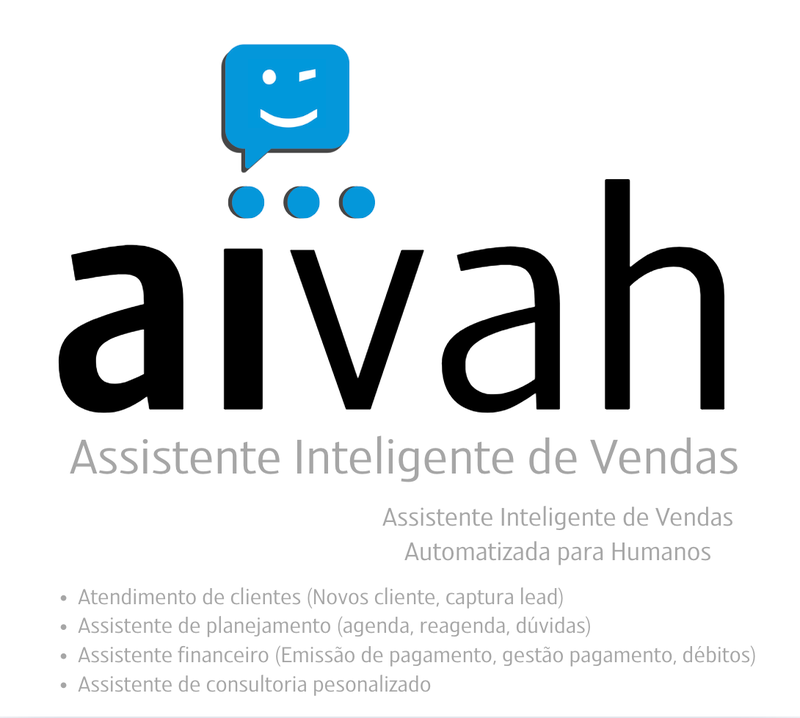 aivah
Assistente Inteligente de Vendas
Assistente Inteligente de Vendas
Automatizada para Humanos
• Atendimento de clientes (Novos cliente, captura lead)
• Assistente de planejamento (agenda, reagenda, dúvidas)
• Assistente financeiro (Emissão de pagamento, gestão pagamento, débitos)
• Assistente de consultoria pesonalizado